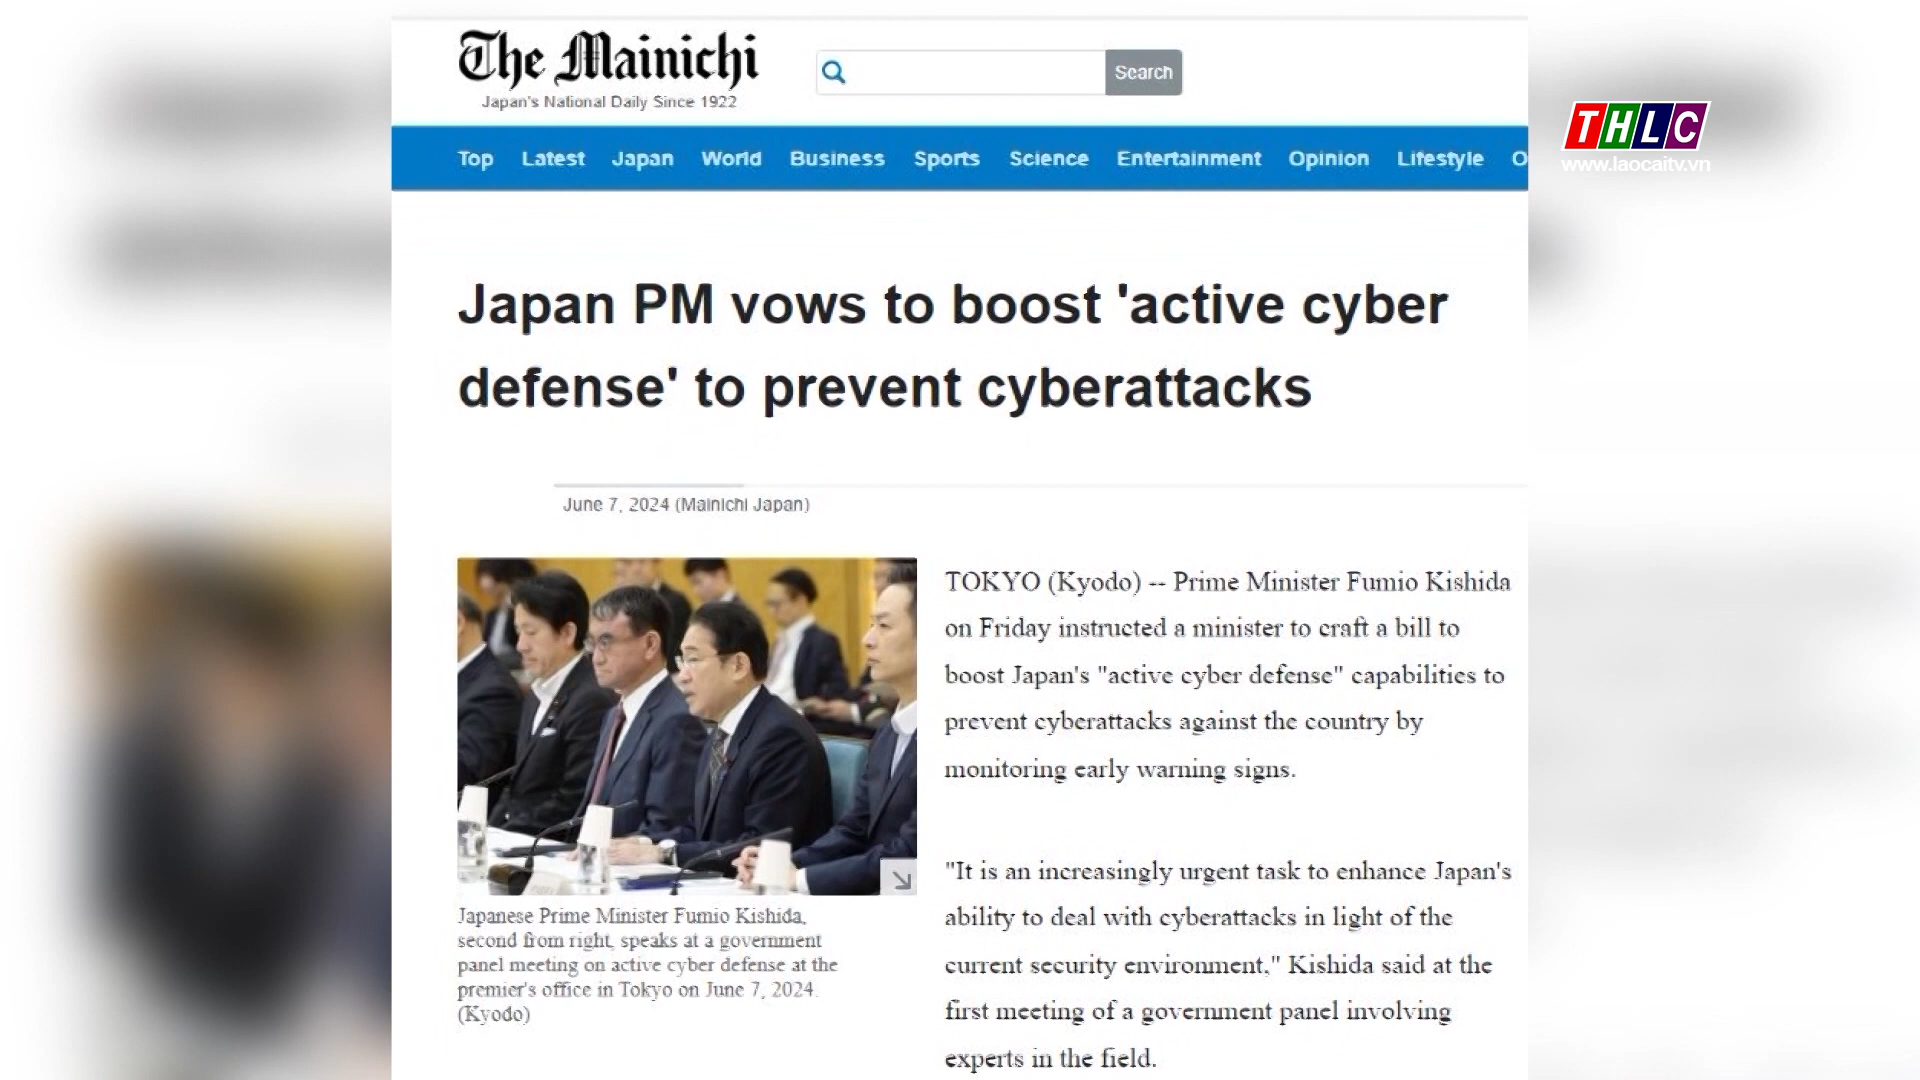 The Mainichi
Japan's National Daily Since 1922
Search
THLC
www.laocaitv.vn
Top Latest Japan World Business Sports Science Entertainment Opinion Lifestyle O
Japan PM vows to boost 'active cyber
defense' to prevent cyberattacks
June 7, 2024 (Mainichi Japan)
Japanese Prime Minister Fumio Kishida,
second from right, speaks at a government
panel meeting on active cyber defense at the
premier's office in Tokyo on June 7, 2024.
(Kyodo)
TOKYO (Kyodo) -- Prime Minister Fumio Kishida
on Friday instructed a minister to craft a bill to
boost Japan's "active cyber defense" capabilities to
prevent cyberattacks against the country by
monitoring early warning signs.
"It is an increasingly urgent task to enhance Japan's
ability to deal with cyberattacks in light of the
current security environment," Kishida said at the
first meeting of a government panel involving
experts in the field.